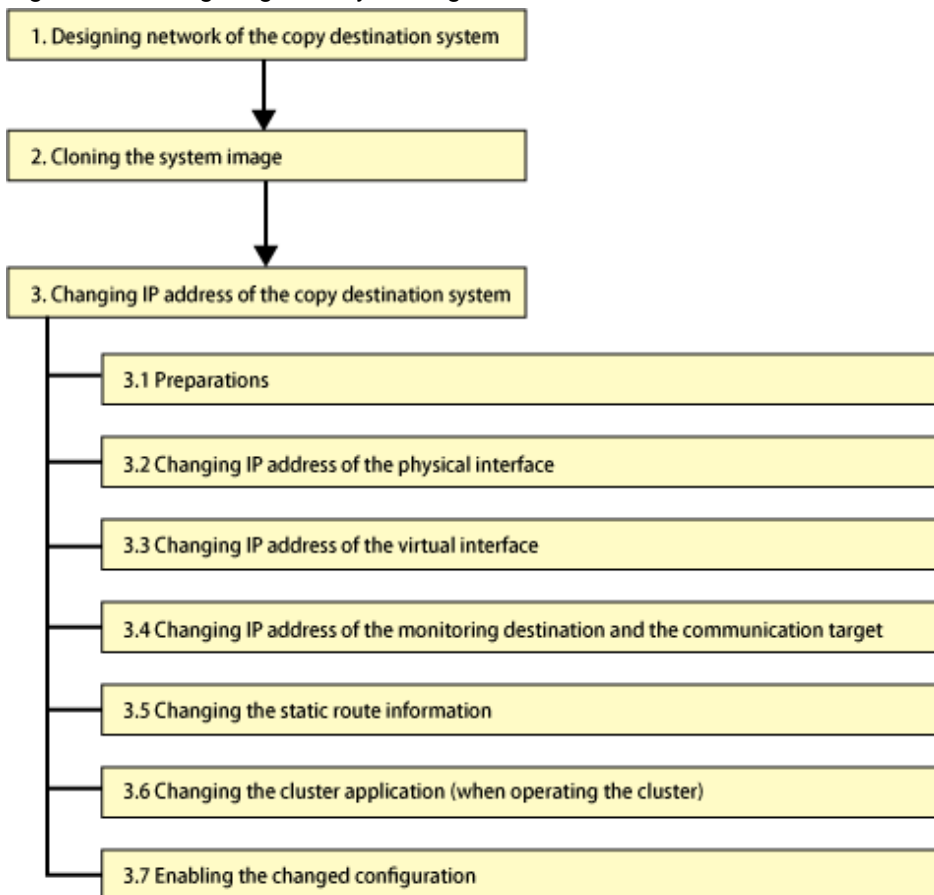 1. Designing network of the copy destination system
2. Cloning the system image
3. Changing IP address of the copy destination system
3.1 Preparations
3.2 Changing IP address of the physical interface
3.3 Changing IP address of the virtual interface
3.4 Changing IP address of the monitoring destination and the communication target
3.5 Changing the static route information
3.6 Changing the cluster application (when operating the cluster)
3.7 Enabling the changed configuration